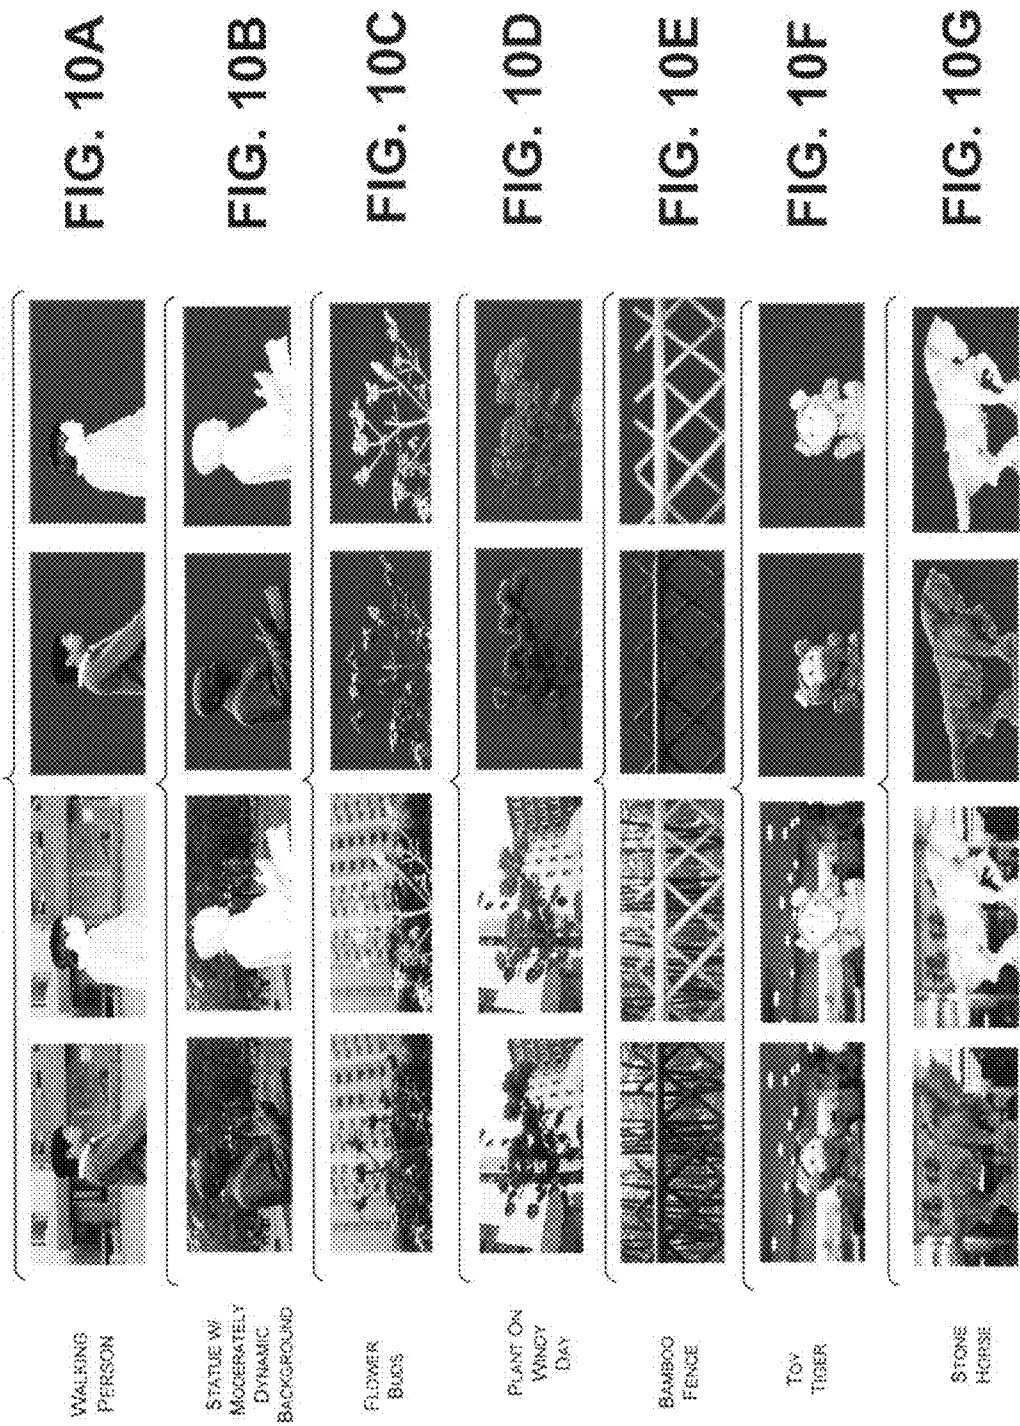 FIG. 10A
FIG. 10B
FIG. 10C
FIG. 10D
FIG. 10E
FIG. 10F
FIG. 10G
WALKING
PERSON
STATUE W/
MODERATELY
DYNAMIC
BACKGROUND
FLOWER
BUDS
PLANT ON
WINDY
DAY
BAMBOO
FENCE
TOY
TIGER
STONE
HORSE